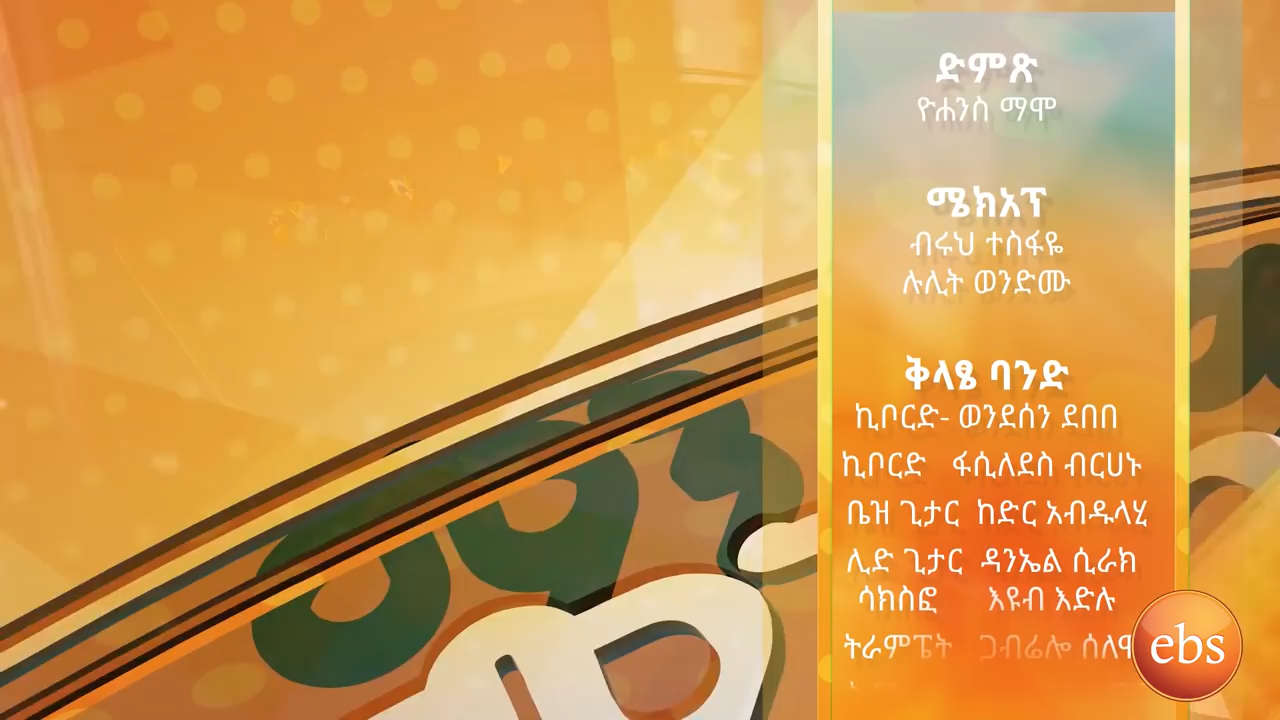 ድምጽ
ዮሐንስ ማሞ
ሜክአፕ
ብሩህ ተስፋዬ
ሉሊት ወንድሙ
ቅላፄ ባንድ
ኪቦርድ- ወንደሰን ደበበ
ኪቦርድ ፋሲለደስ ብርሀኑ
ቤዝ ጊታር ከድር አብዱላሂ
ሊድ ጊታር ዳንኤል ሲራክ
ሳክስፎ እዩብ እድሉ
ትራምፔት ጋብሬሎ
ebs